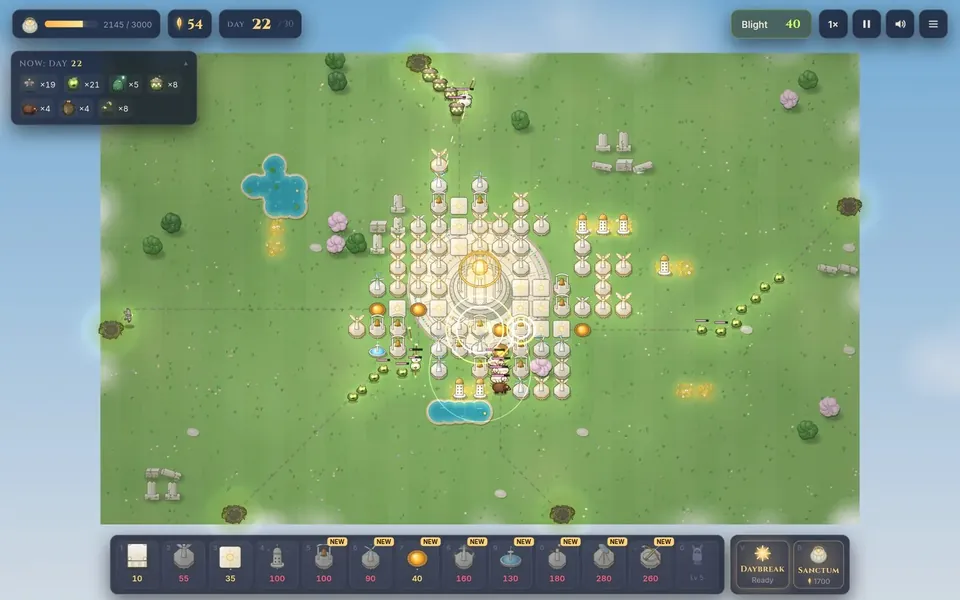 2145 / 3000
54
DAY 22 / 30
Blight 40
1×
NOW: DAY 22
×19 ×21 ×5 ×8
×4 ×4 ×8
NEW NEW NEW NEW NEW NEW NEW NEW
10 55 35 100 100 90 40 160 130 180 280 260 Lv 5
DAYBREAK
Ready
SANCTUM
1700